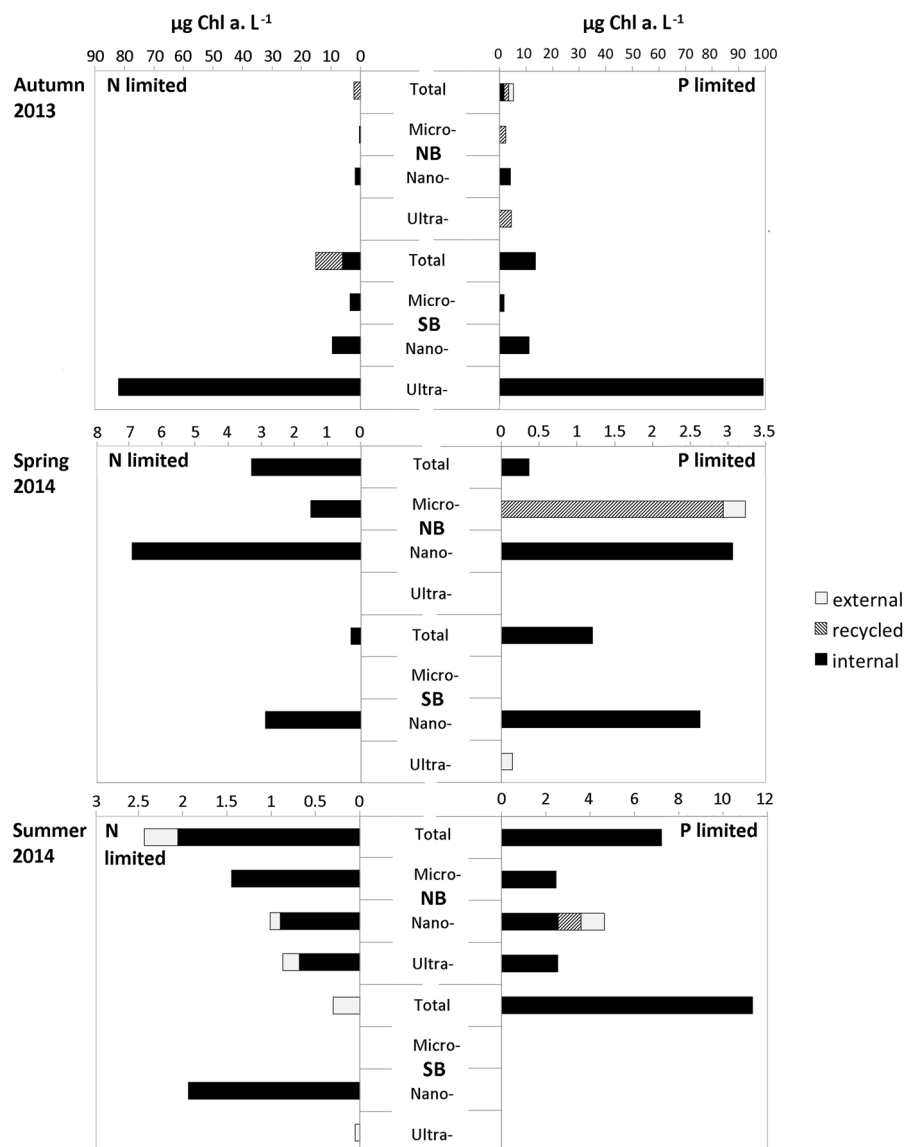 µg Chl a. L-1 µg Chl a. L-1
90 80 70 60 50 40 30 20 10 0 0 10 20 30 40 50 60 70 80 90 100
Autumn 2013 N limited P limited
Total
Micro-
NB
Nano-
Ultra-
Total
Micro-
SB
Nano-
Ultra-
8 7 6 5 4 3 2 1 0 0 0.5 1 1.5 2 2.5 3 3.5
Spring 2014 N limited P limited
Total
Micro-
NB
Nano-
Ultra-
Total
Micro-
SB
Nano-
Ultra-
external
recycled
internal
3 2.5 2 1 0.5 0 0 2 4 6 8 10 12
Summer 2014 N limited P limited
Total
Micro-
NB
Nano-
Ultra-
Total
Micro-
SB
Nano-
Ultra-